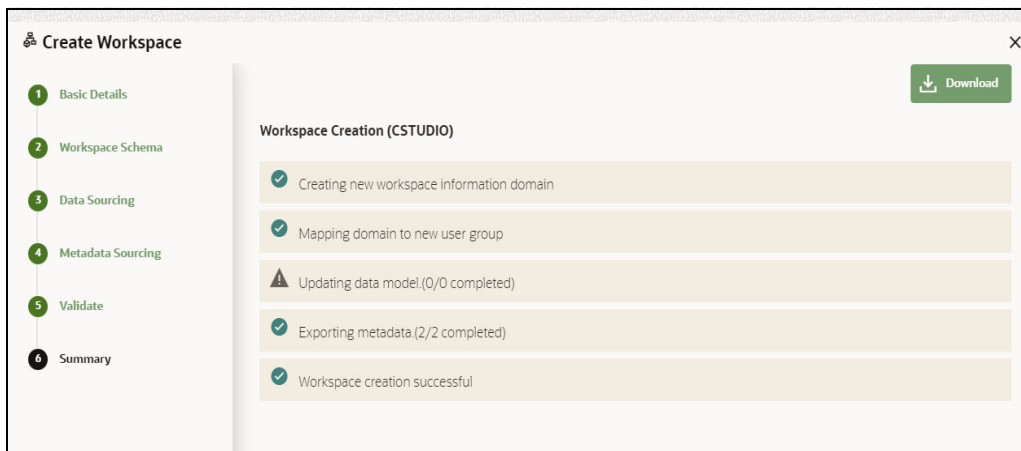 Create Workspace
Download
1 Basic Details
2 Workspace Schema
3 Data Sourcing
4 Metadata Sourcing
5 Validate
6 Summary
Workspace Creation (CSTUDIO)
Creating new workspace information domain
Mapping domain to new user group
Updating data model.(0/0 completed)
Exporting metadata.(2/2 completed)
Workspace creation successful